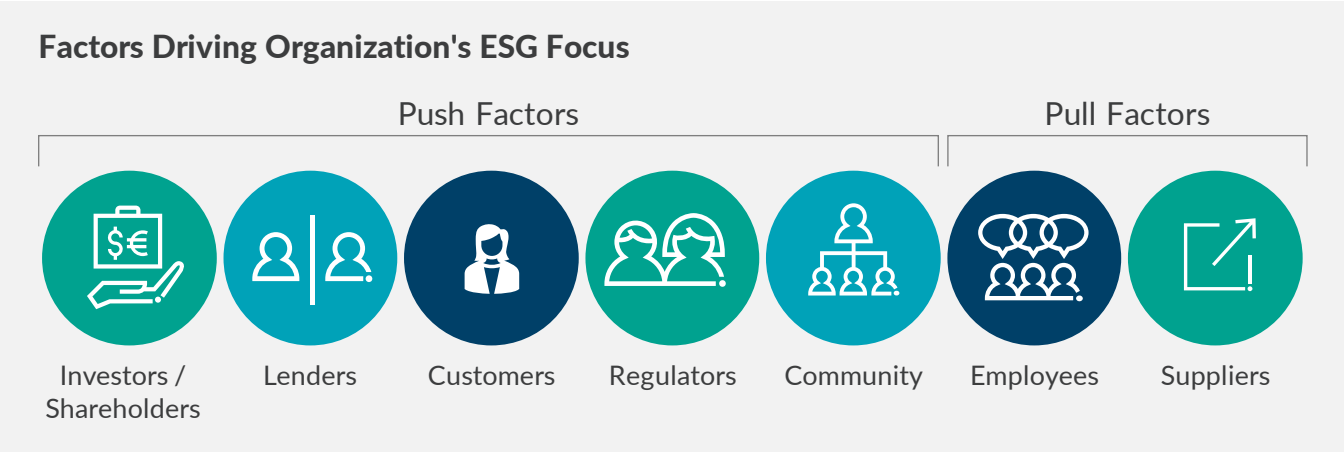 Factors Driving Organization's ESG Focus
Push Factors
Pull Factors
$€
Investors /
Shareholders
Lenders
Customers
Regulators
Community
Employees
Suppliers